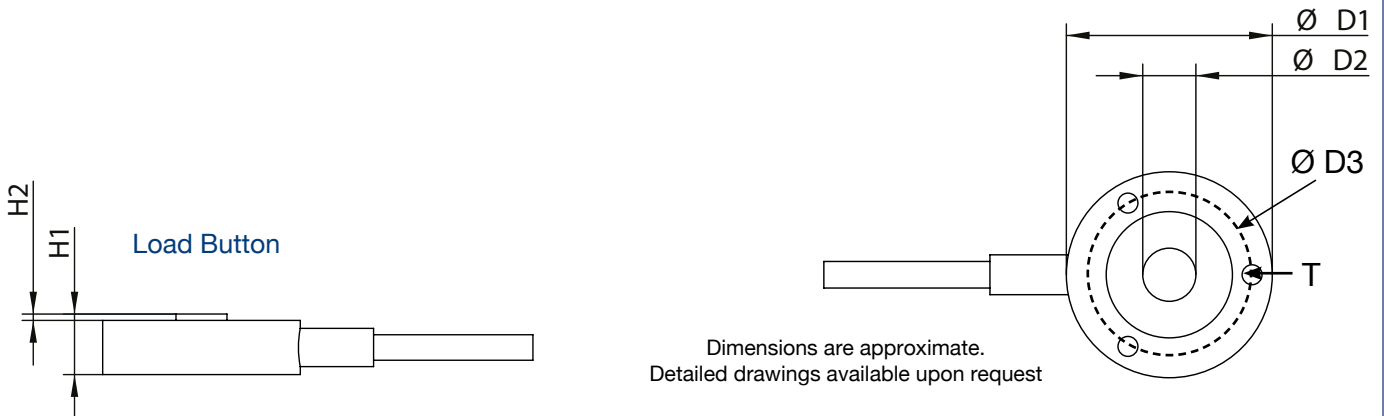 H2
H1
Load Button
Ø D1
Ø D2
Ø D3
T
Dimensions are approximate.
Detailed drawings available upon request